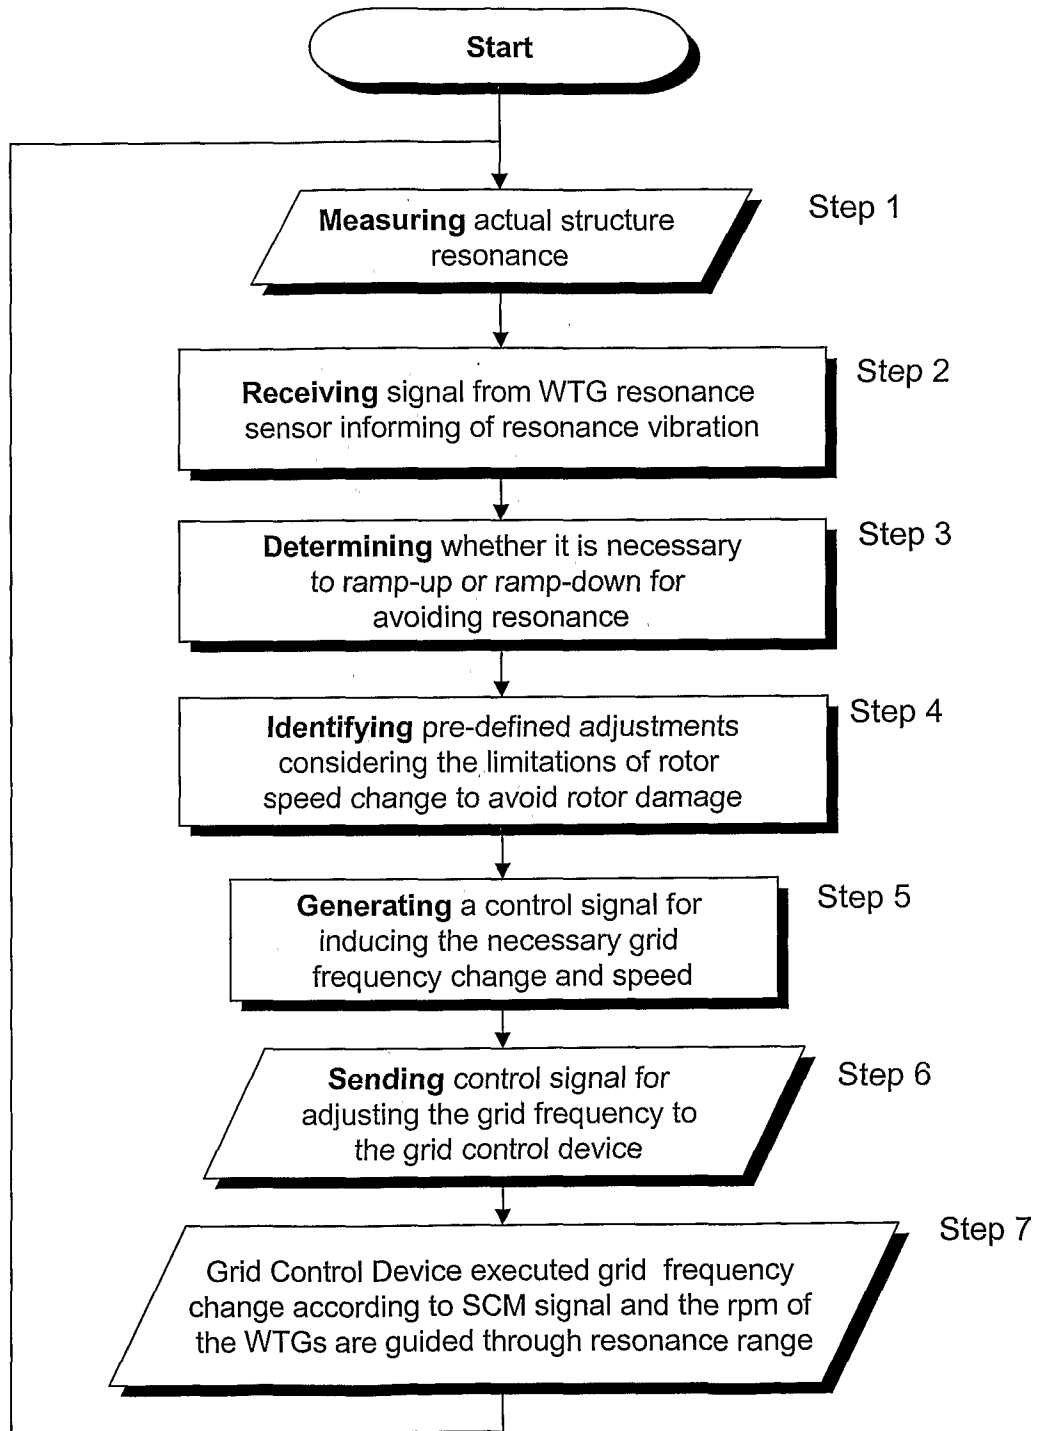 Start
Measuring actual structure
resonance
Step 1
Receiving signal from WTG resonance
sensor informing of resonance vibration
Step 2
Determining whether it is necessary
to ramp-up or ramp-down for
avoiding resonance
Step 3
Identifying pre-defined adjustments
considering the limitations of rotor
speed change to avoid rotor damage
Step 4
Generating a control signal for
inducing the necessary grid
frequency change and speed
Step 5
Sending control signal for
adjusting the grid frequency to
the grid control device
Step 6
Grid Control Device executed grid frequency
change according to SCM signal and the rpm of
the WTGs are guided through resonance range
Step 7